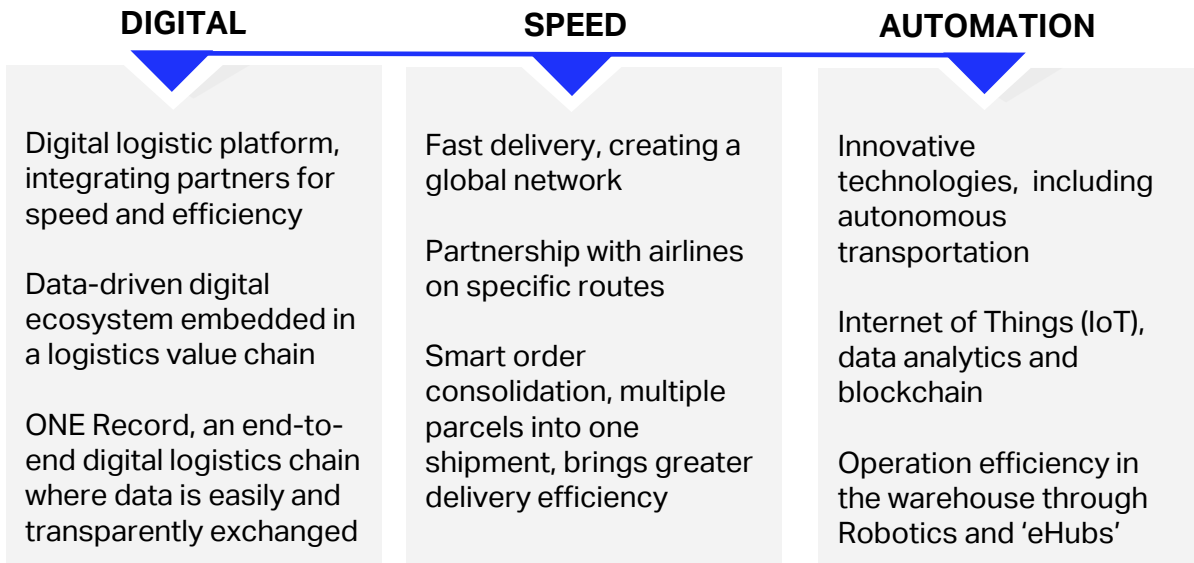 DIGITAL
Digital logistic platform,
integrating partners for
speed and efficiency
Data-driven digital
ecosystem embedded in
a logistics value chain
ONE Record, an end-to-
end digital logistics chain
where data is easily and
transparently exchanged
SPEED
Fast delivery, creating a
global network
Partnership with airlines
on specific routes
Smart order
consolidation, multiple
parcels into one
shipment, brings greater
delivery efficiency
AUTOMATION
Innovative
technologies, including
autonomous
transportation
Internet of Things (IoT),
data analytics and
blockchain
Operation efficiency in
the warehouse through
Robotics and ‘eHubs’